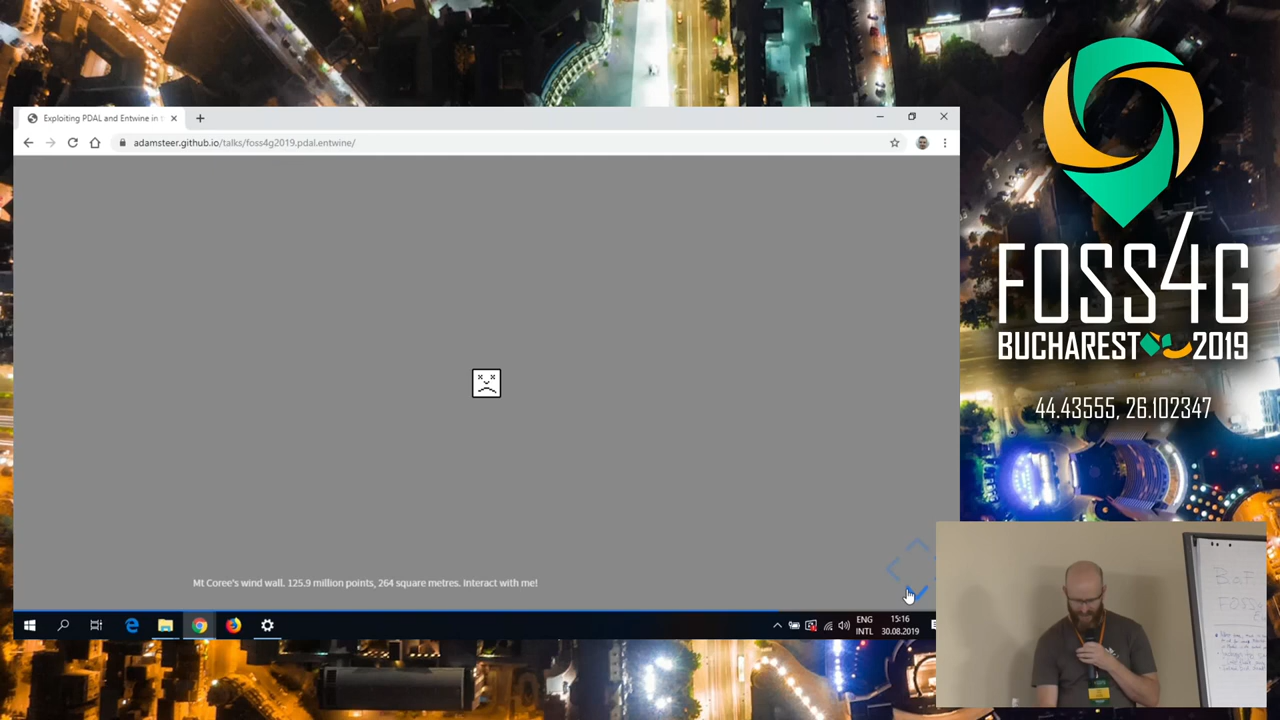 Exploiting PDAL and Entwine in t
adamsteer.github.io/talks/foss4g2019.pdal.entwine/
Mt Coree's wind wall. 125.9 million points, 264 square metres. Interact with me!
ENG
INTL
15:16
30.08.2019
FOSS4G
BUCHAREST 2019
44.43555, 26.102347
BoF